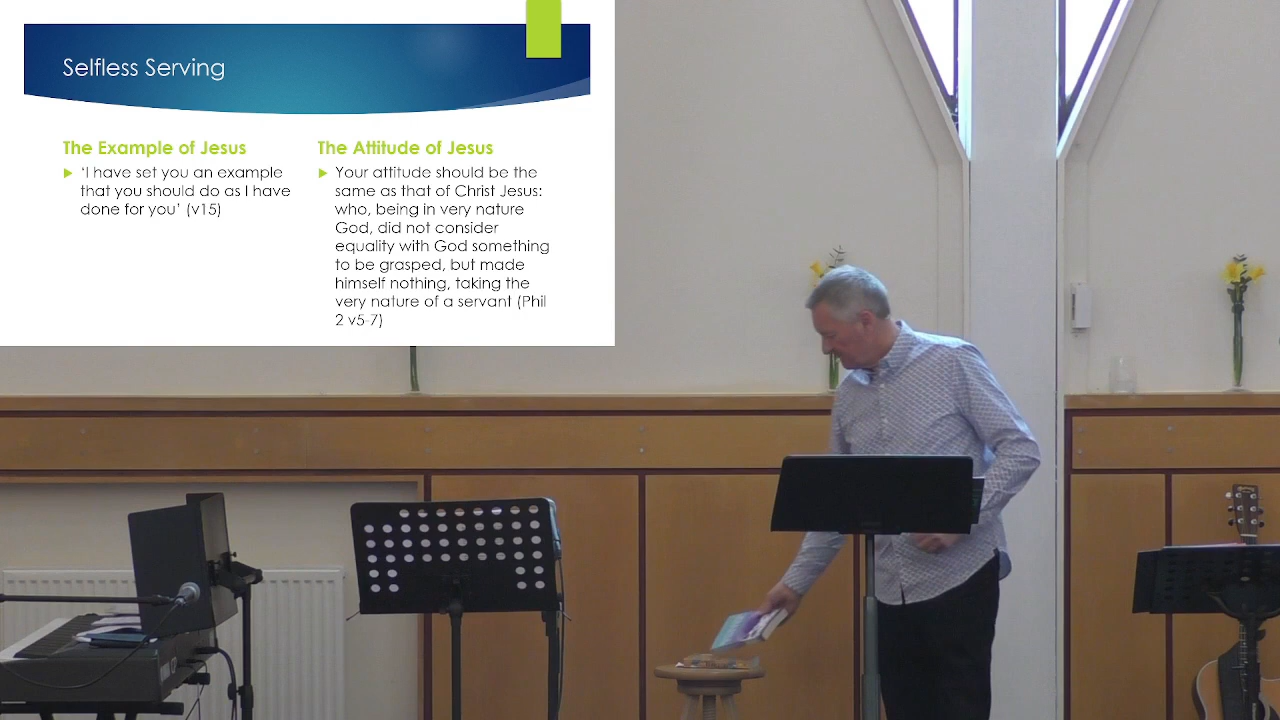 Selfless Serving
The Example of Jesus
‘I have set you an example
that you should do as I have
done for you’ (v15)
The Attitude of Jesus
Your attitude should be the
same as that of Christ Jesus:
who, being in very nature
God, did not consider
equality with God something
to be grasped, but made
himself nothing, taking the
very nature of a servant (Phil
2 v5-7)